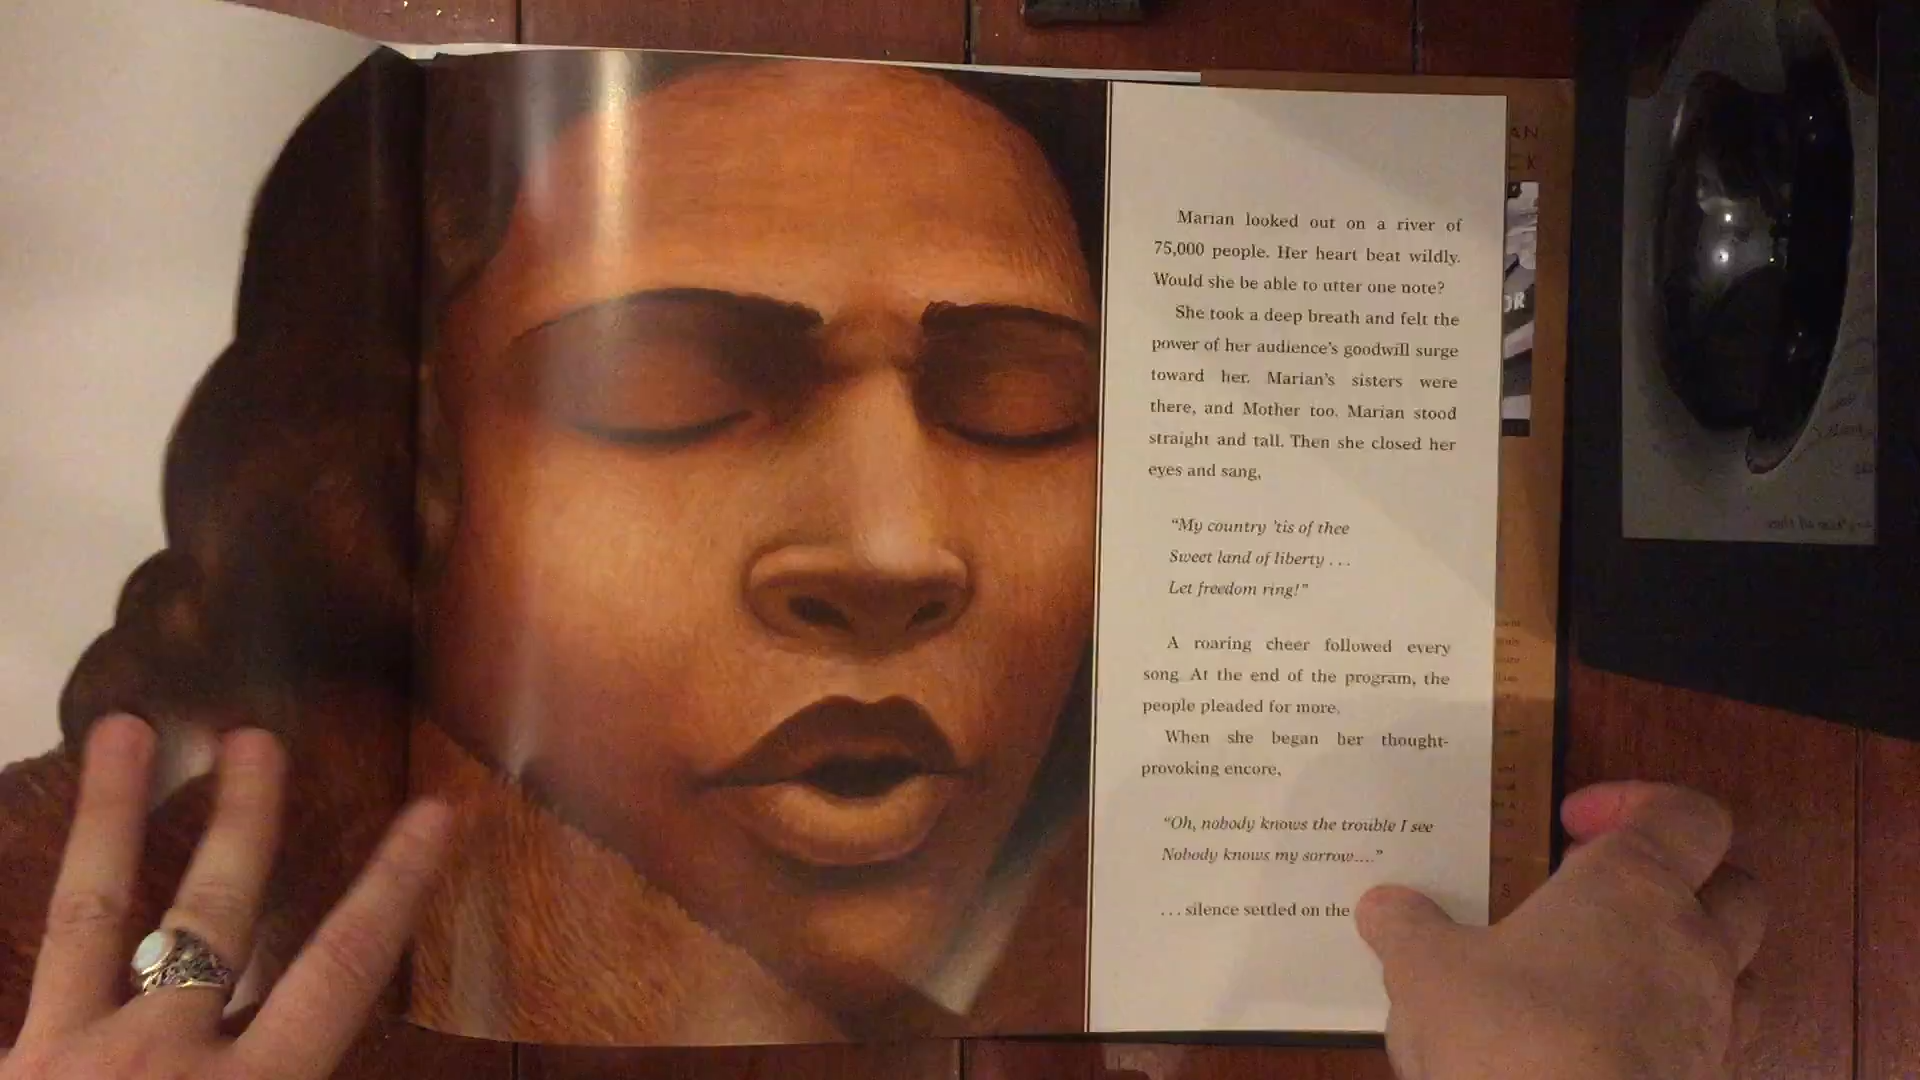 Marian looked out on a river of
75,000 people. Her heart beat wildly.
Would she be able to utter one note?
She took a deep breath and felt the
power of her audience's goodwill surge
toward her. Marian's sisters were
there, and Mother too. Marian stood
straight and tall. Then she closed her
eyes and sang,
"My country 'tis of thee
Sweet land of liberty . . .
Let freedom ring!"
A roaring cheer followed every
song. At the end of the program, the
people pleaded for more.
When she began her thought-
provoking encore,
"Oh, nobody knows the trouble I see
Nobody knows my sorrow...."
. . . silence settled on the
AN
CK
OR
S